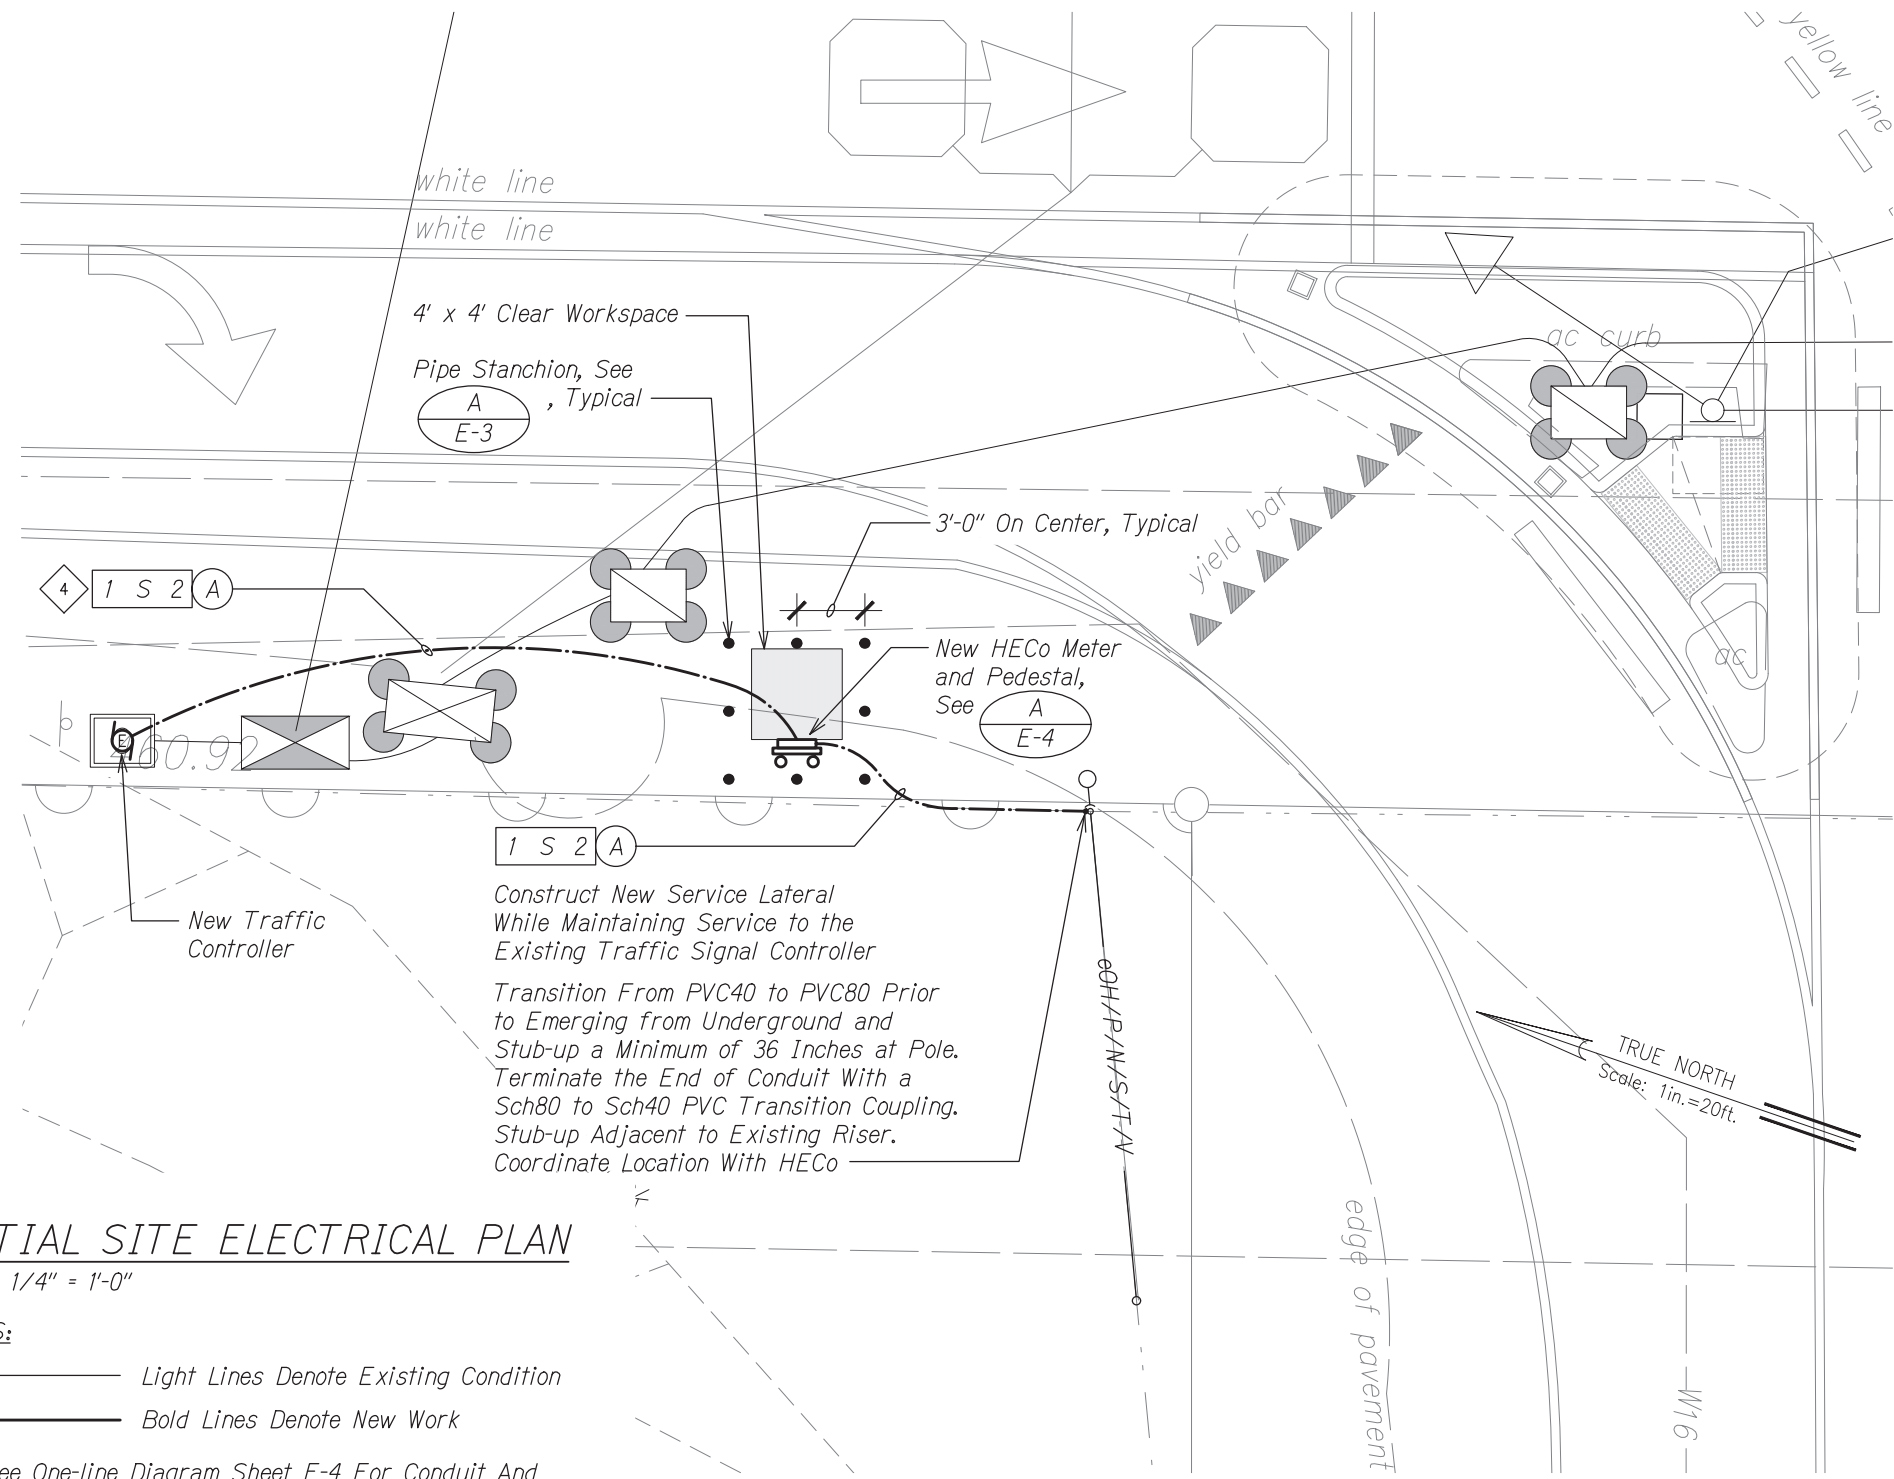 yellow line
white line
white line
4' x 4' Clear Workspace
Pipe Stanchion, See
A
E-3
, Typical
ac curb
3'-0" On Center, Typical
yield bar
4
1 S 2
A
New HECo Meter
and Pedestal,
See
A
E-4
ac
E
460.92
1 S 2
A
New Traffic
Controller
Construct New Service Lateral
While Maintaining Service to the
Existing Traffic Signal Controller
Transition From PVC40 to PVC80 Prior
to Emerging from Underground and
Stub-up a Minimum of 36 Inches at Pole.
Terminate the End of Conduit With a
Sch80 to Sch40 PVC Transition Coupling.
Stub-up Adjacent to Existing Riser.
Coordinate Location With HECo
eOH/P/N/S/T/V
TRUE NORTH
Scale: 1in.=20ft.
edge of pavement
W16
TIAL SITE ELECTRICAL PLAN
1/4" = 1'-0"
S:
Light Lines Denote Existing Condition
Bold Lines Denote New Work
ee One-line Diagram Sheet E-4 For Conduit And